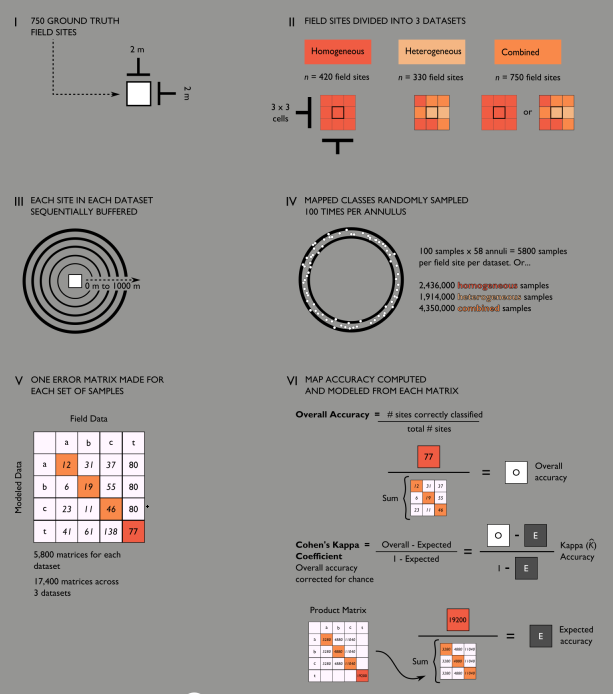 I 750 GROUND TRUTH
FIELD SITES
2 m
2 m
II FIELD SITES DIVIDED INTO 3 DATASETS
Homogeneous
Heterogeneous
Combined
n = 420 field sites
n = 330 field sites
n = 750 field sites
3 x 3
cells
or
III EACH SITE IN EACH DATASET
SEQUENTIALLY BUFFERED
0 m to 1000 m
IV MAPPED CLASSES RANDOMLY SAMPLED
100 TIMES PER ANNULUS
100 samples x 58 annuli = 5800 samples
per field site per dataset. Or...
2,436,000 homogeneous samples
1,914,000 heterogeneous samples
4,350,000 combined samples
V ONE ERROR MATRIX MADE FOR
EACH SET OF SAMPLES
Field Data
Modeled Data
a b c t
a 12 31 37 80
b 6 19 55 80
c 23 11 46 80
t 41 61 138 77
5,800 matrices for each
dataset
17,400 matrices across
3 datasets
VI MAP ACCURACY COMPUTED
AND MODELED FROM EACH MATRIX
Overall Accuracy = # sites correctly classified
total # sites
77
Sum
12 31 37
6 19 55
23 11 46
= O
Overall
accuracy
Cohen's Kappa = Overall - Expected
Coefficient
1 - Expected
Overall accuracy
corrected for chance
= O - E
1 - E
Kappa (K̂)
Accuracy
Product Matrix
a b c t
a 3280 4880 11040
b 3280 4880 11040
c 3280 4880 11040
t 19200
19200
Sum
3280 4880 11040
3280 4880 11040
3280 4880 11040
= E
Expected
accuracy